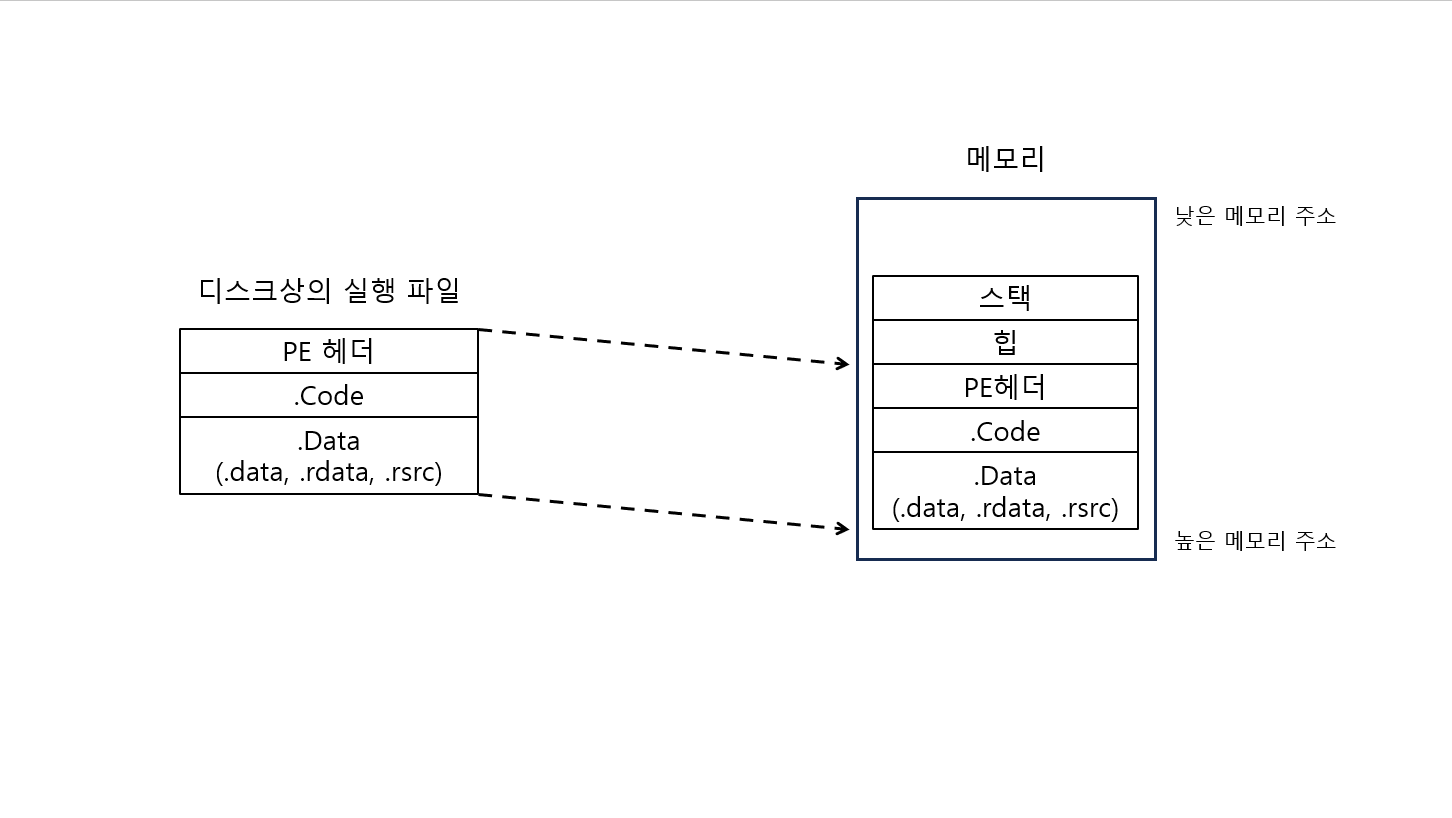 디스크상의 실행 파일
PE 헤더
.Code
.Data
(.data, .rdata, .rsrc)
메모리
낮은 메모리 주소
스택
힙
PE헤더
.Code
.Data
(.data, .rdata, .rsrc)
높은 메모리 주소